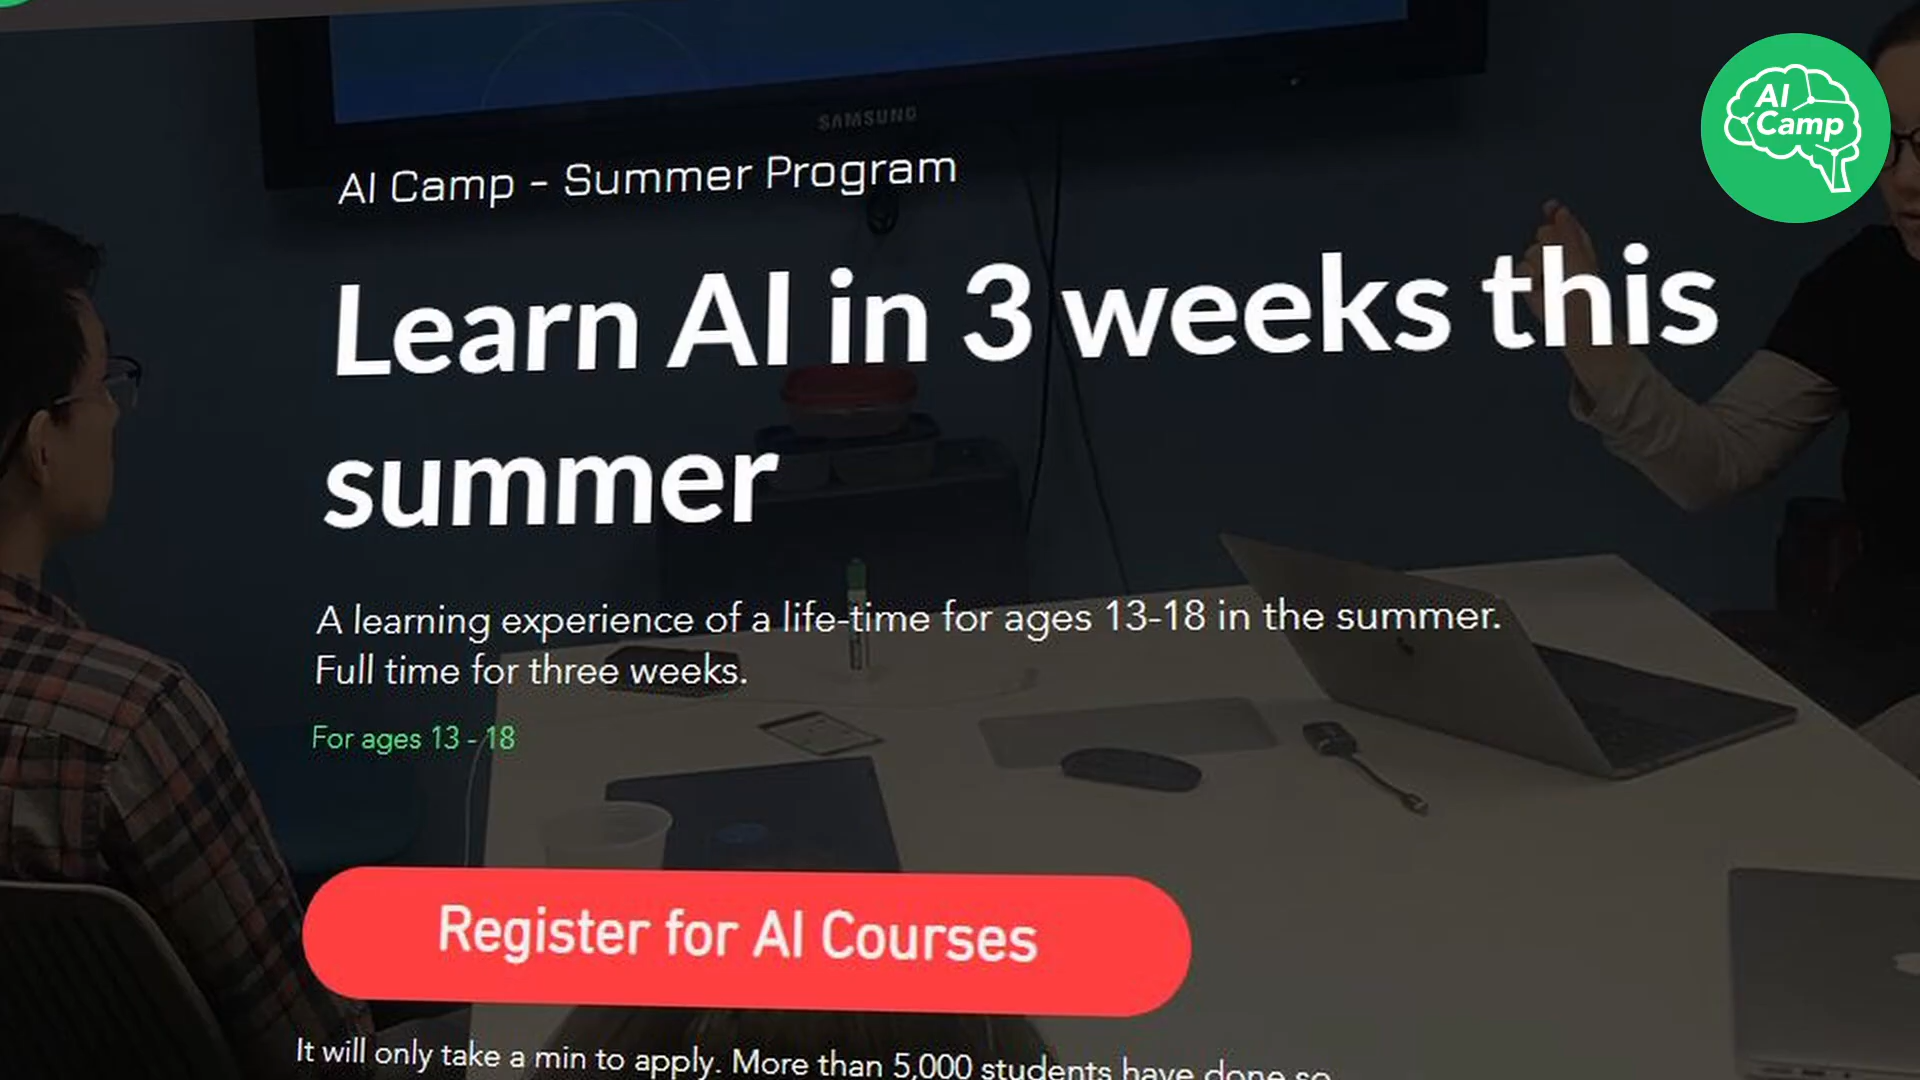 AI
Camp
SAMSUNG
AI Camp - Summer Program
Learn AI in 3 weeks this
summer
A learning experience of a life-time for ages 13-18 in the summer.
Full time for three weeks.
For ages 13 - 18
Register for AI Courses
It will only take a min to apply. More than 5,000 students have done so